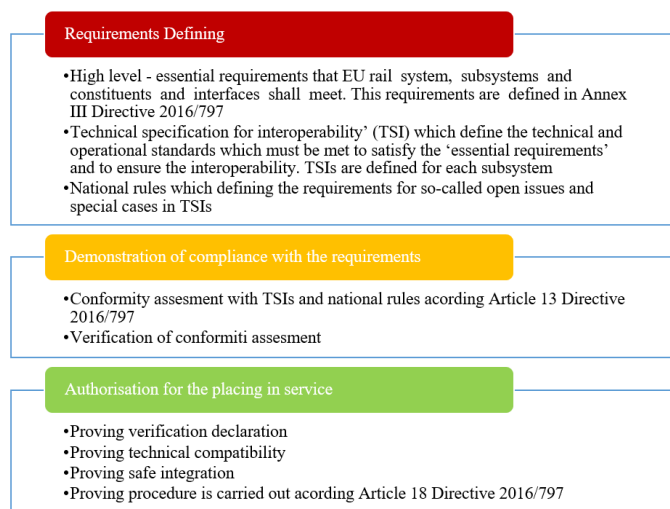 Requirements Defining
•High level - essential requirements that EU rail system, subsystems and
constituents and interfaces shall meet. This requirements are defined in Annex
III Directive 2016/797
•Technical specification for interoperability’ (TSI) which define the technical and
operational standards which must be met to satisfy the ‘essential requirements’
and to ensure the interoperability. TSIs are defined for each subsystem
•National rules which defining the requirements for so-called open issues and
special cases in TSIs
Demonstration of compliance with the requirements
•Conformity assesment with TSIs and national rules acording Article 13 Directive
2016/797
•Verification of conformiti assesment
Authorisation for the placing in service
•Proving verification declaration
•Proving technical compatibility
•Proving safe integration
•Proving procedure is carried out acording Article 18 Directive 2016/797